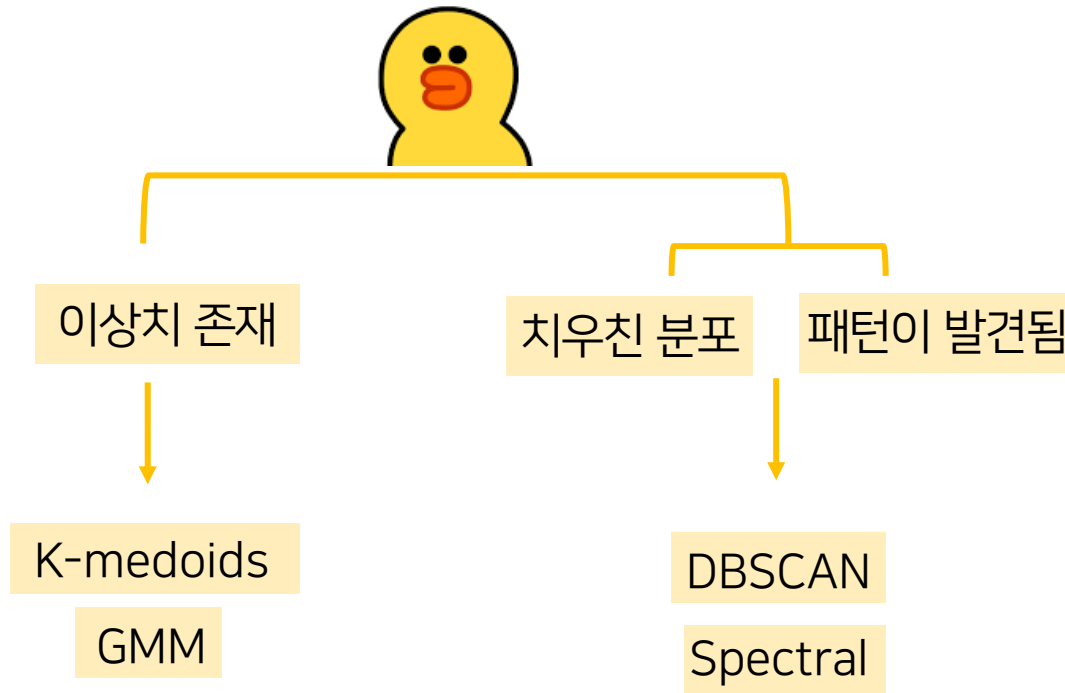 이상치 존재
치우친 분포
패턴이 발견됨
K-medoids
GMM
DBSCAN
Spectral